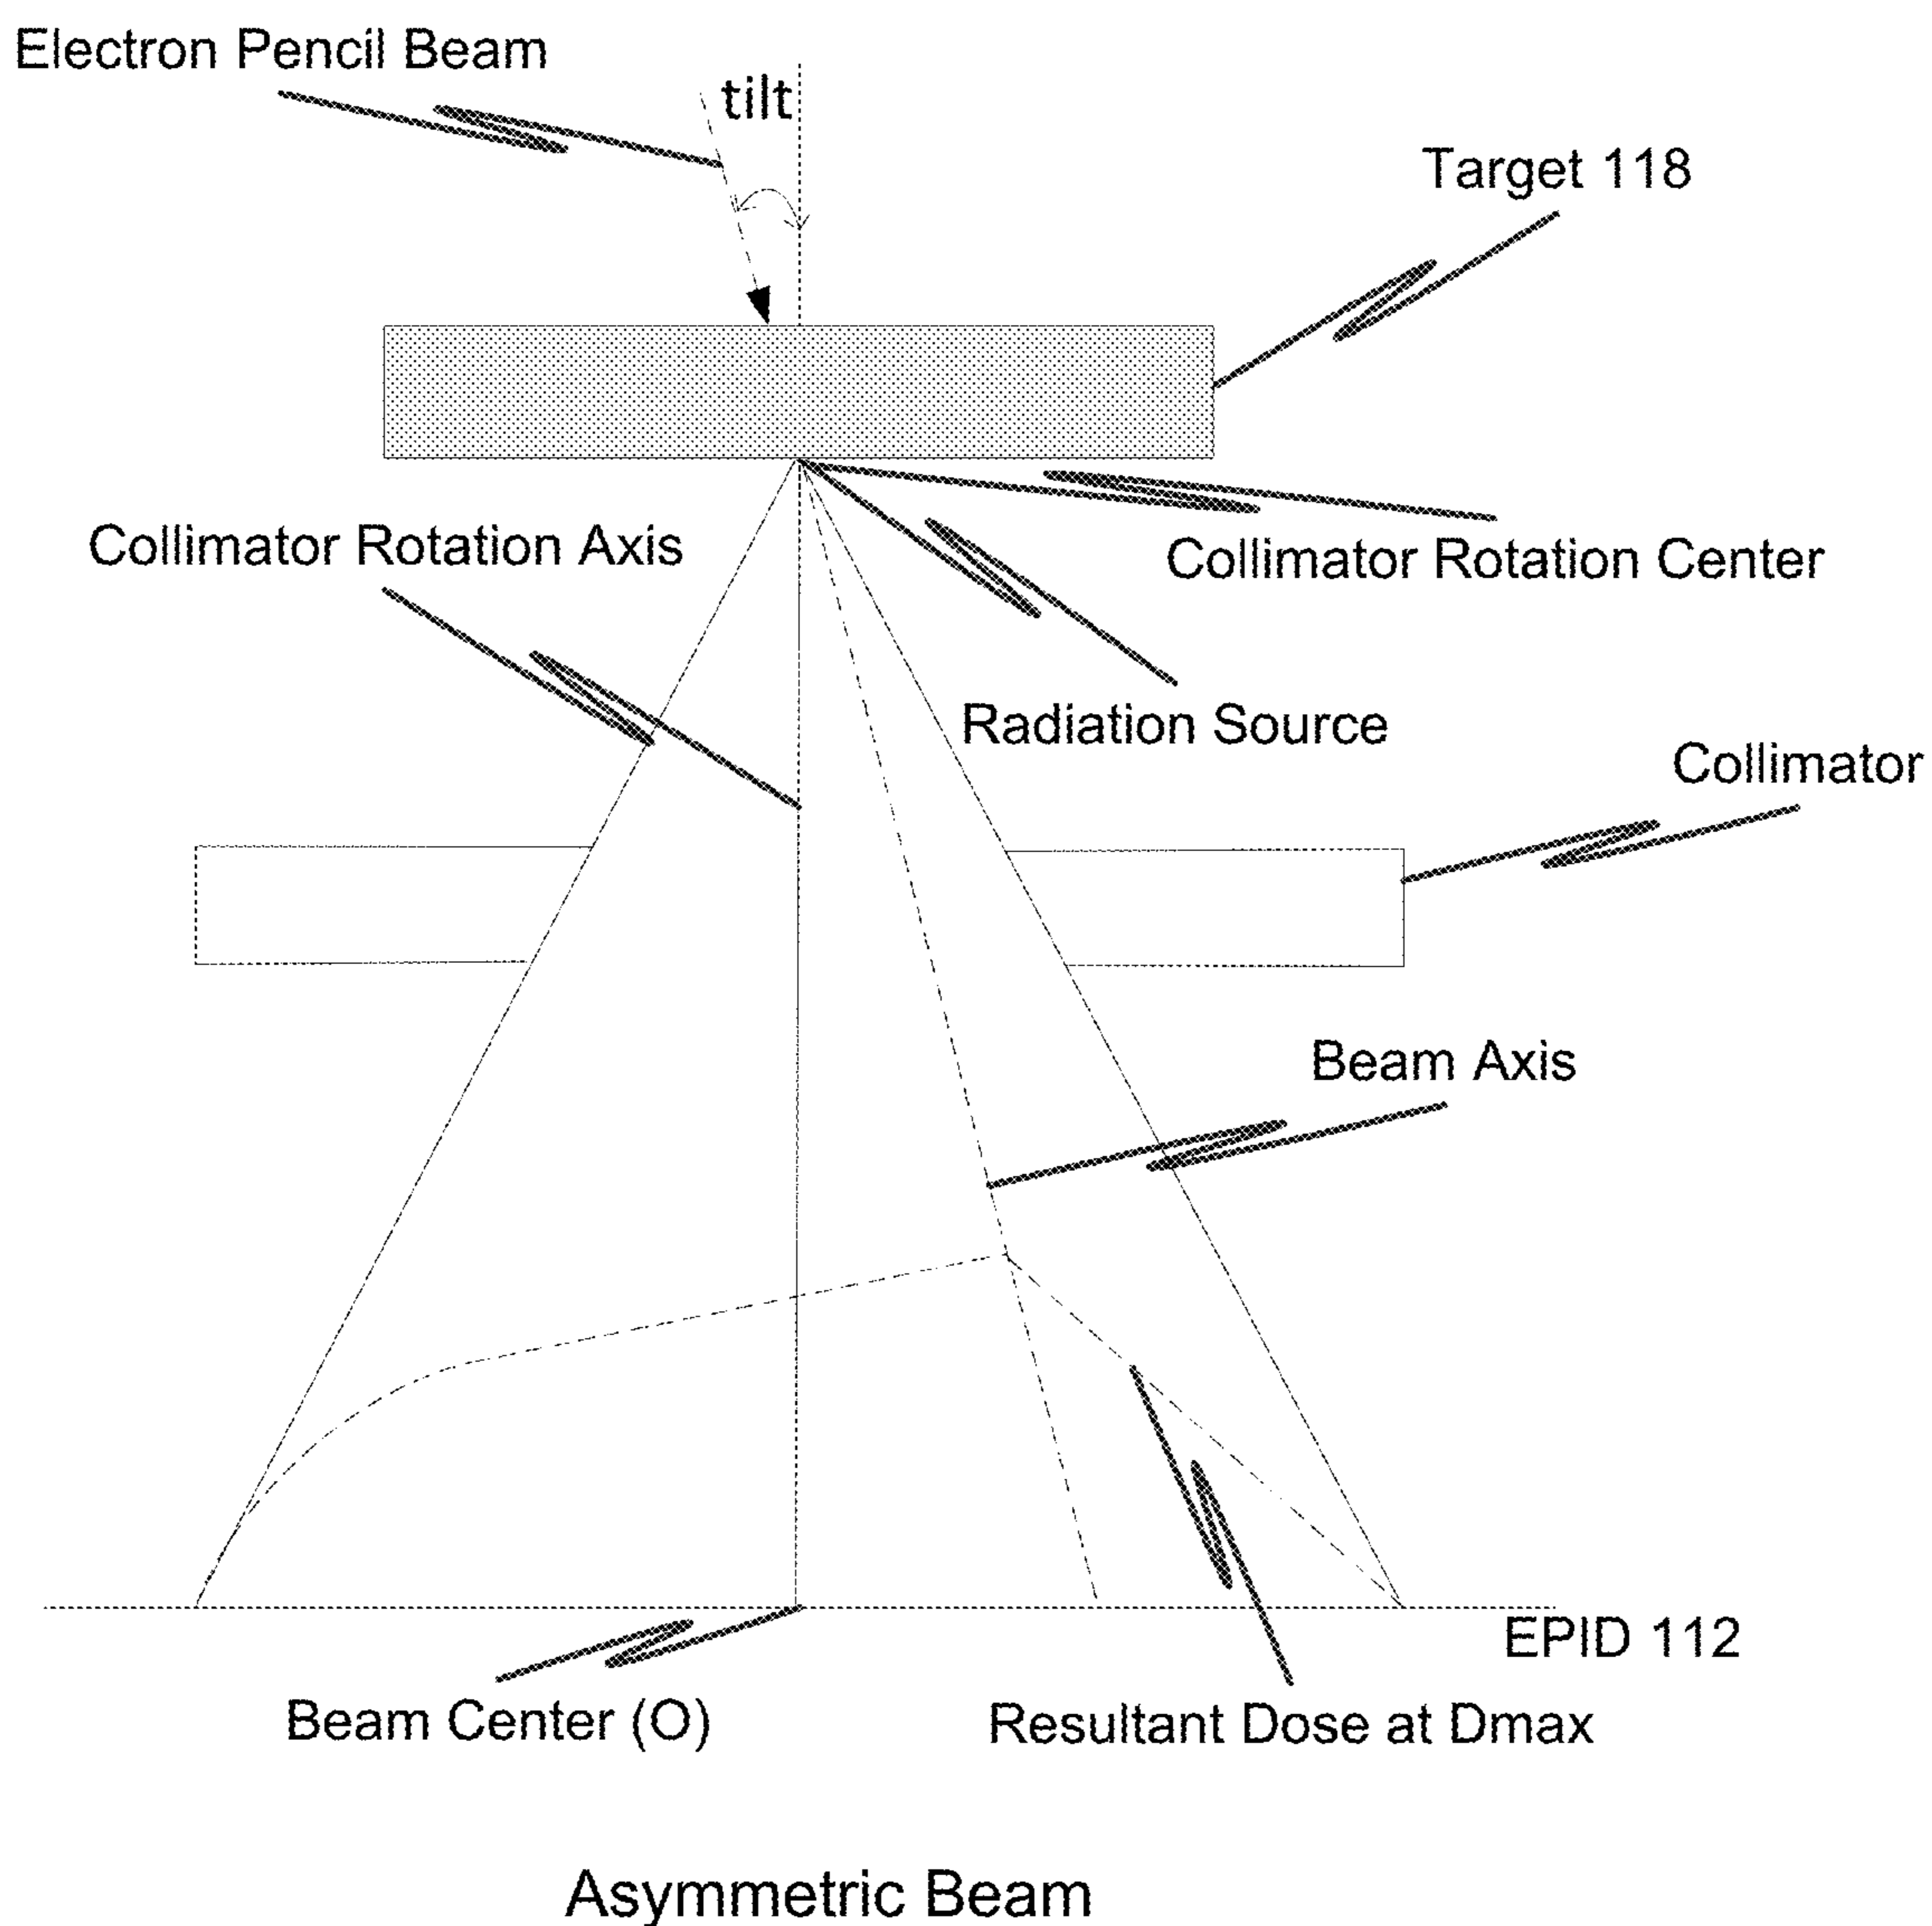 Electron Pencil Beam
tilt
Target 118
Collimator Rotation Axis
Collimator Rotation Center
Radiation Source
Collimator
Beam Axis
EPID 112
Beam Center (O)
Resultant Dose at Dmax
Asymmetric Beam